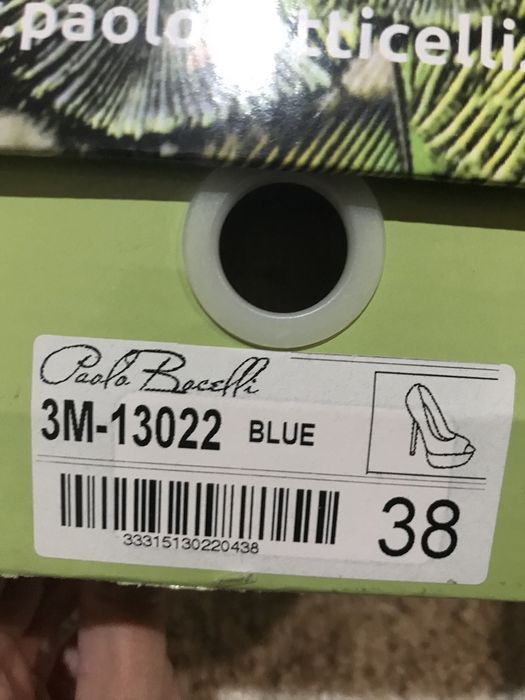 .paolo tticelli.
Paolo Bocelli
3M-13022 BLUE
33315130220438
38